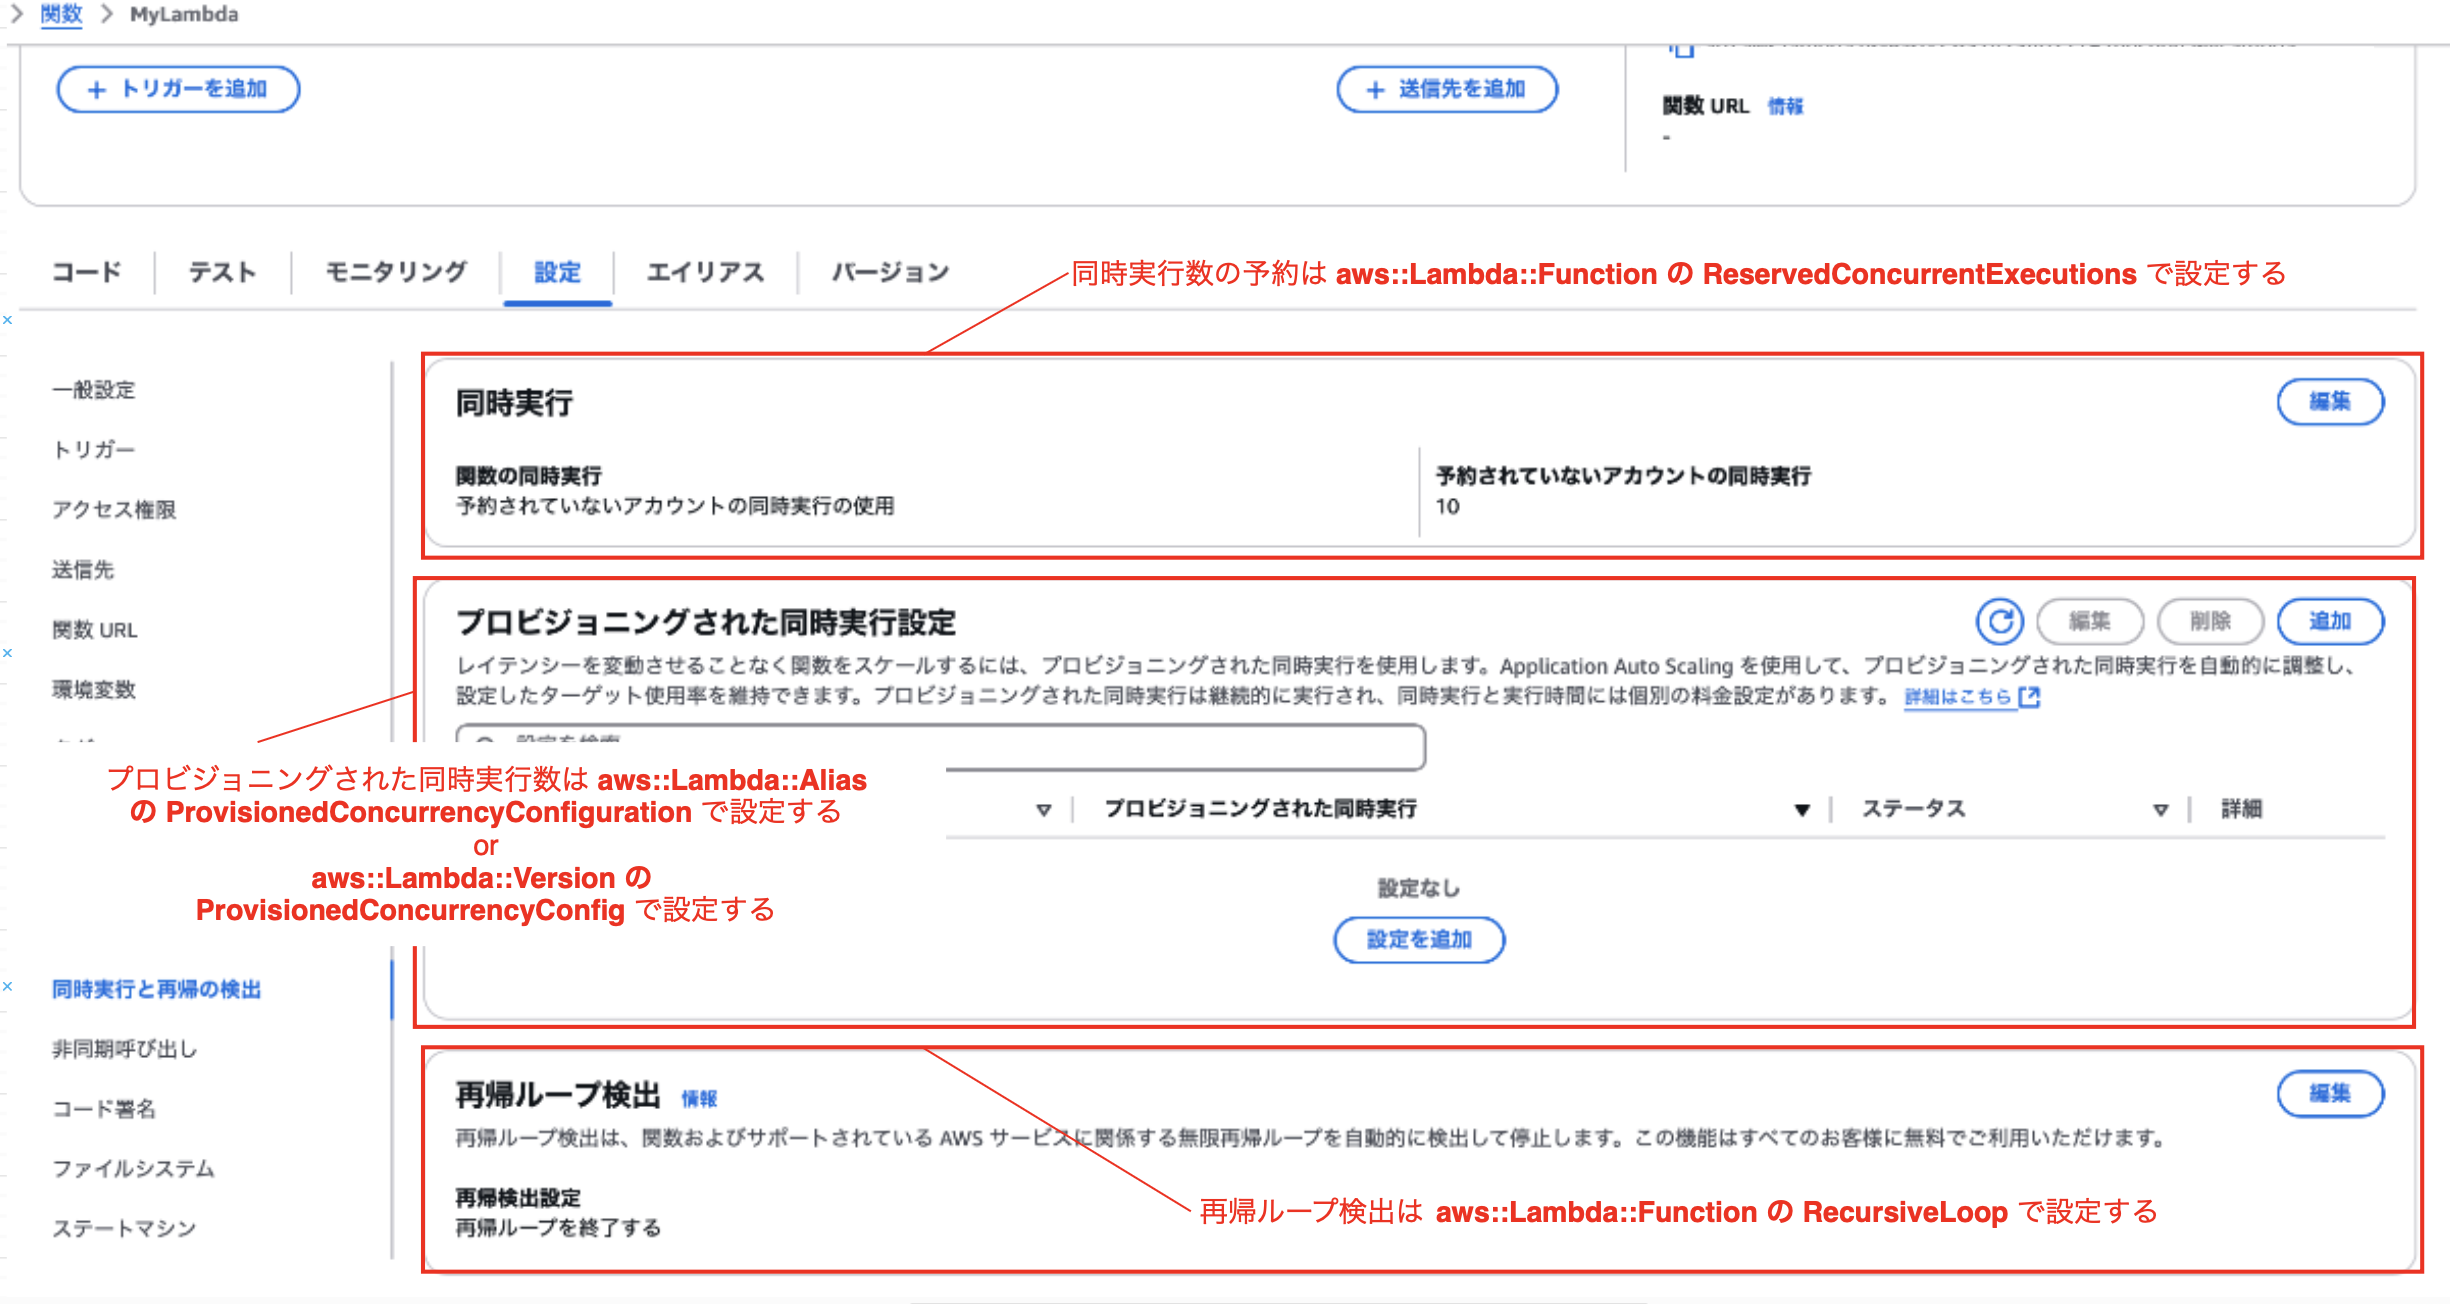 関数 MyLambda
+ トリガーを追加
+ 送信先を追加
関数 URL 情報
-
コード テスト モニタリング 設定 エイリアス バージョン
同時実行数の予約は aws::Lambda::Function の ReservedConcurrentExecutions で設定する
一般設定
トリガー
アクセス権限
送信先
関数 URL
環境変数
同時実行
編集
関数の同時実行
予約されていないアカウントの同時実行の使用
予約されていないアカウントの同時実行
10
プロビジョニングされた同時実行設定
編集 削除 追加
レイテンシーを変動させることなく関数をスケールするには、プロビジョニングされた同時実行を使用します。Application Auto Scaling を使用して、プロビジョニングされた同時実行を自動的に調整し、
設定したターゲット使用率を維持できます。プロビジョニングされた同時実行は継続的に実行され、同時実行と実行時間には個別の料金設定があります。 詳細はこちら
設定を検索
プロビジョニングされた同時実行数は aws::Lambda::Alias
の ProvisionedConcurrencyConfiguration で設定する
or
aws::Lambda::Version の
ProvisionedConcurrencyConfig で設定する
プロビジョニングされた同時実行 ステータス 詳細
設定なし
設定を追加
同時実行と再帰の検出
非同期呼び出し
コード署名
ファイルシステム
ステートマシン
再帰ループ検出 情報
編集
再帰ループ検出は、関数およびサポートされている AWS サービスに関係する無限再帰ループを自動的に検出して停止します。この機能はすべてのお客様に無料でご利用いただけます。
再帰検出設定
再帰ループを終了する
再帰ループ検出は aws::Lambda::Function の RecursiveLoop で設定する